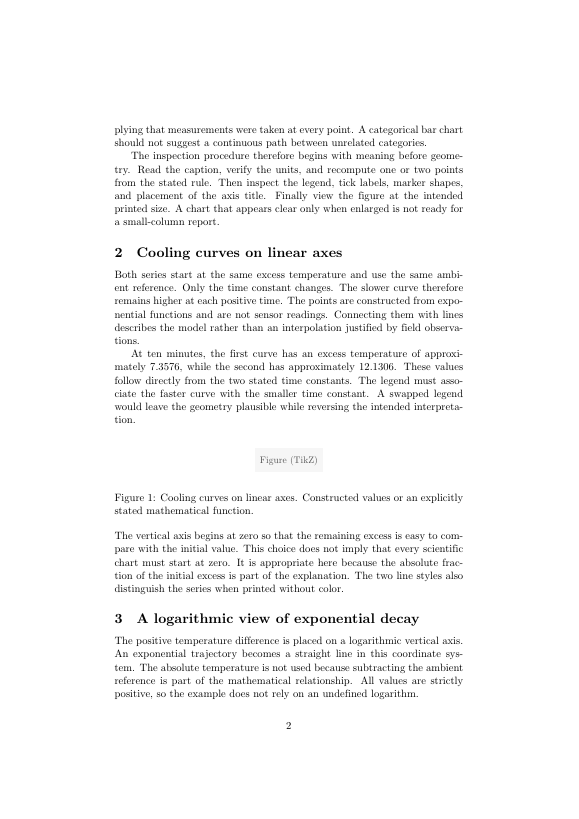 plying that measurements were taken at every point. A categorical bar chart
should not suggest a continuous path between unrelated categories.
The inspection procedure therefore begins with meaning before geome-
try. Read the caption, verify the units, and recompute one or two points
from the stated rule. Then inspect the legend, tick labels, marker shapes,
and placement of the axis title. Finally view the figure at the intended
printed size. A chart that appears clear only when enlarged is not ready for
a small-column report.
2 Cooling curves on linear axes
Both series start at the same excess temperature and use the same ambi-
ent reference. Only the time constant changes. The slower curve therefore
remains higher at each positive time. The points are constructed from expo-
nential functions and are not sensor readings. Connecting them with lines
describes the model rather than an interpolation justified by field observa-
tions.
At ten minutes, the first curve has an excess temperature of approxi-
mately 7.3576, while the second has approximately 12.1306. These values
follow directly from the two stated time constants. The legend must asso-
ciate the faster curve with the smaller time constant. A swapped legend
would leave the geometry plausible while reversing the intended interpreta-
tion.
Figure (TikZ)
Figure 1: Cooling curves on linear axes. Constructed values or an explicitly
stated mathematical function.
The vertical axis begins at zero so that the remaining excess is easy to com-
pare with the initial value. This choice does not imply that every scientific
chart must start at zero. It is appropriate here because the absolute frac-
tion of the initial excess is part of the explanation. The two line styles also
distinguish the series when printed without color.
3 A logarithmic view of exponential decay
The positive temperature difference is placed on a logarithmic vertical axis.
An exponential trajectory becomes a straight line in this coordinate sys-
tem. The absolute temperature is not used because subtracting the ambient
reference is part of the mathematical relationship. All values are strictly
positive, so the example does not rely on an undefined logarithm.
2